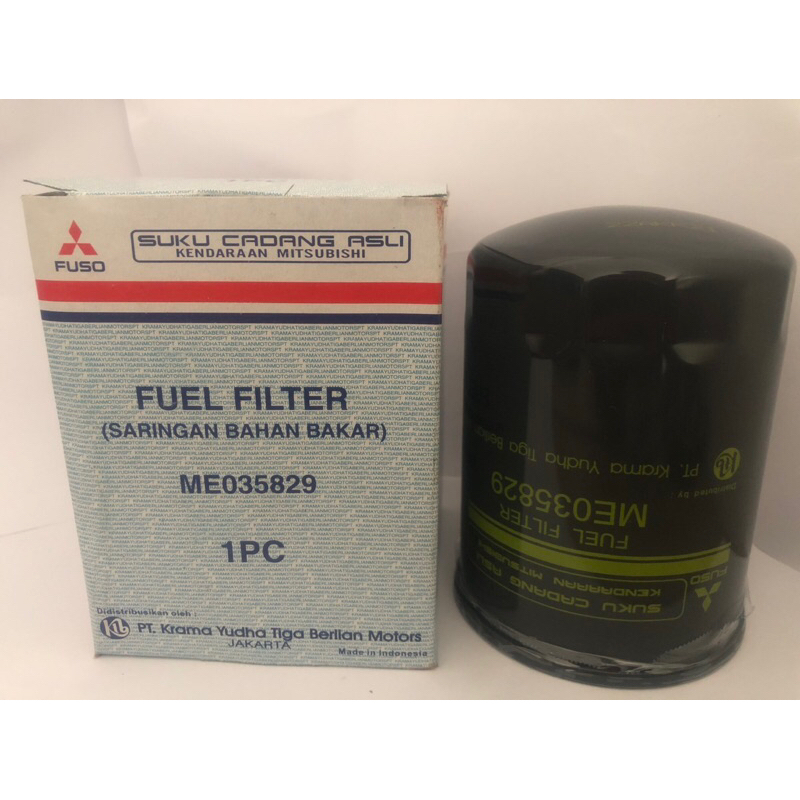 FUSO
SUKU CADANG ASLI
KENDARAAN MITSUBISHI
KRAMAYUDHATIGABERLIANMOTORSPT
FUEL FILTER
(SARINGAN BAHAN BAKAR)
ME035829
1PC
Didistribusikan oleh :
PT. Krama Yudha Tiga Berlian Motors
JAKARTA
Made in Indonesia
FUSO
SUKU CADANG ASLI
KENDARAAN MITSUBISHI
FUEL FILTER
ME035829
Distributed by :
PT. Krama Yudha Tiga Berlian